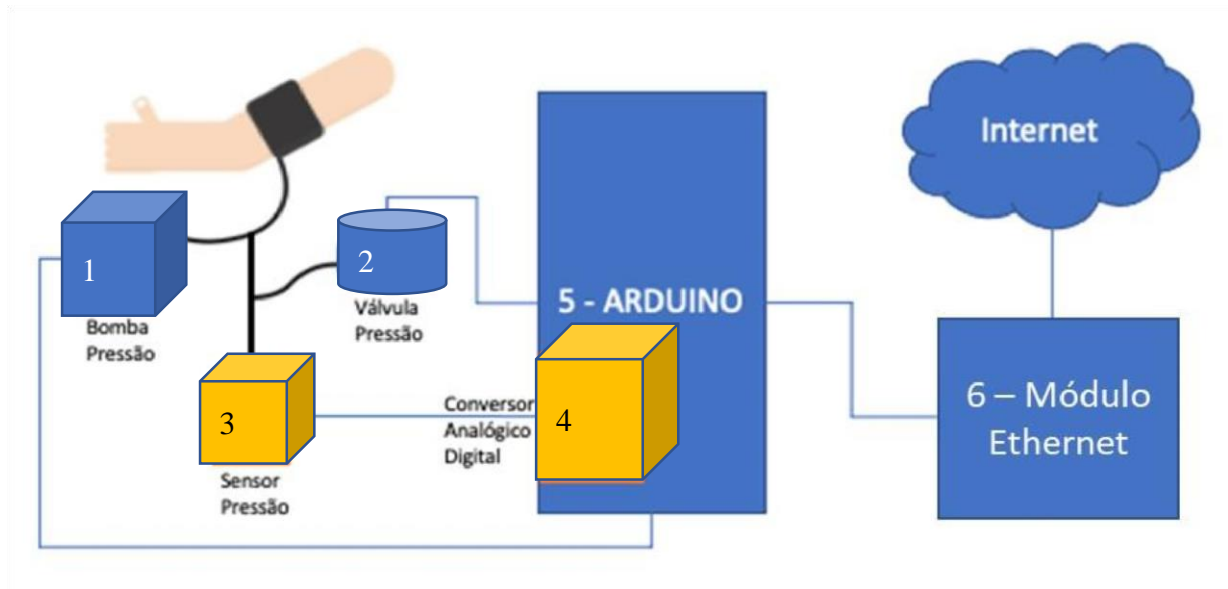 Internet
1
2
Bomba
Pressão
Válvula
Pressão
5 - ARDUINO
3
Sensor
Pressão
Conversor
Analógico
Digital
4
6 – Módulo
Ethernet